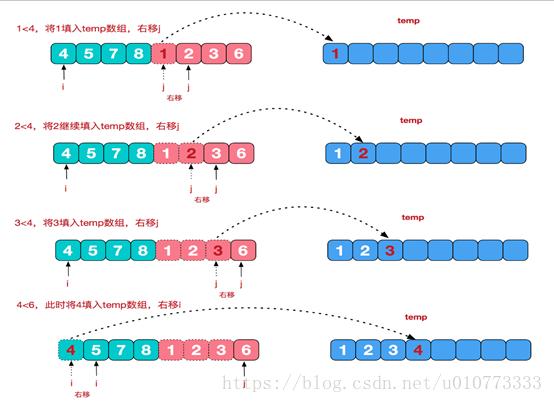 1<4，将1填入temp数组，右移j
temp
4 5 7 8 1 2 3 6
1
i j j
右移
2<4，将2继续填入temp数组，右移j
temp
4 5 7 8 1 2 3 6
1 2
i j j
右移
3<4，将3填入temp数组，右移j
temp
4 5 7 8 1 2 3 6
1 2 3
i j j
右移
4<6，此时将4填入temp数组，右移i
temp
4 5 7 8 1 2 3 6
1 2 3 4
i i j
右移
https://blog.csdn.net/u010773333